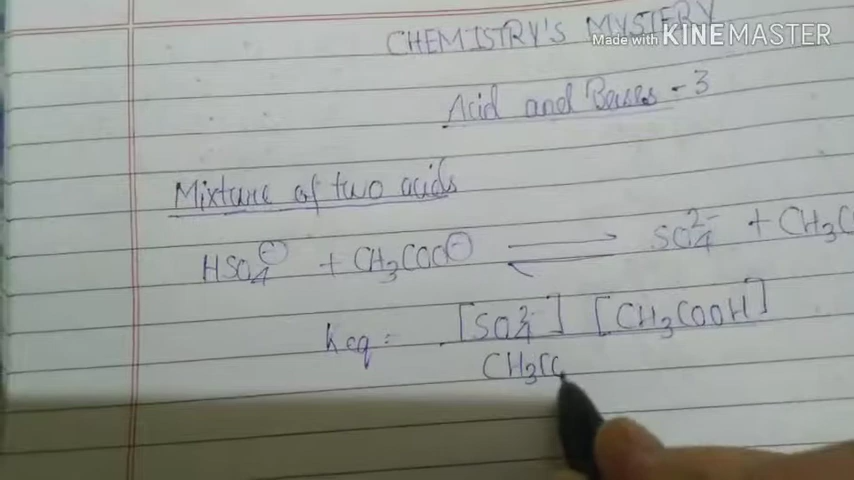 CHEMISTRY'S MYSTERY
Made with KINEMASTER
Acid and Bases - 3
Mixture of two acids
HSO4⊖ + CH3COO⊖ ⇌ SO4²⁻ + CH3C
Keq = [SO4²⁻] [CH3COOH]
CH3CC